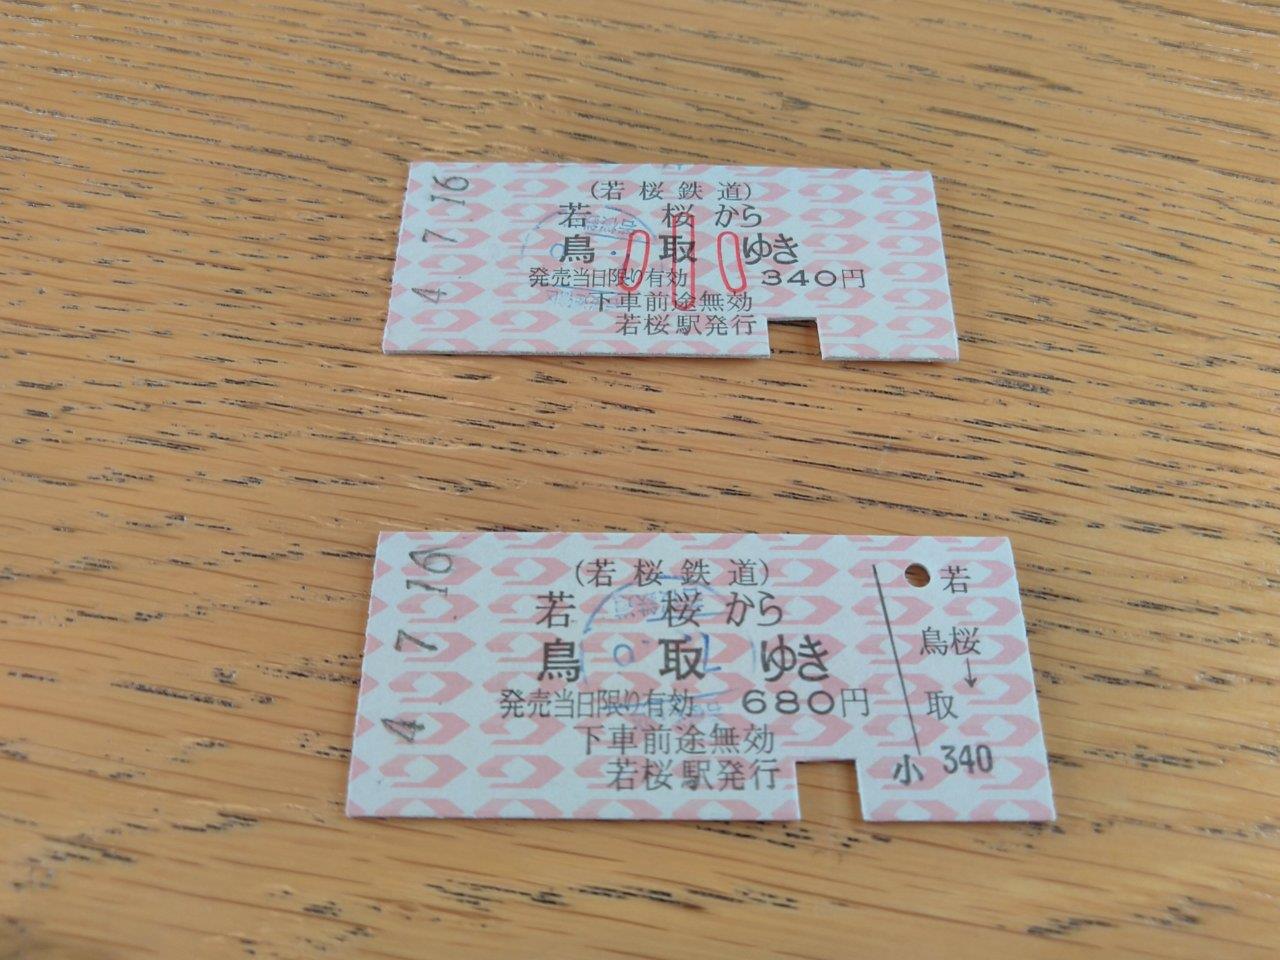 4 7 16
(若桜鉄道)
若桜から
小
鳥取ゆき
発売当日限り有効 340円
下車前途無効
若桜駅発行
4 7 16
(若桜鉄道)
若桜から
鳥取ゆき
発売当日限り有効 680円
下車前途無効
若桜駅発行
若桜
↓
鳥取
小 340